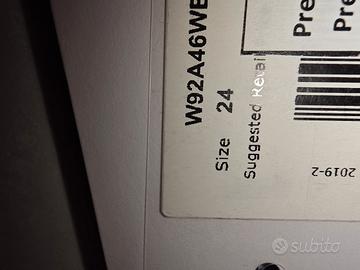 W92A46WE
Size 24
Suggested Retail
Pre
Pre
2019-2
subito